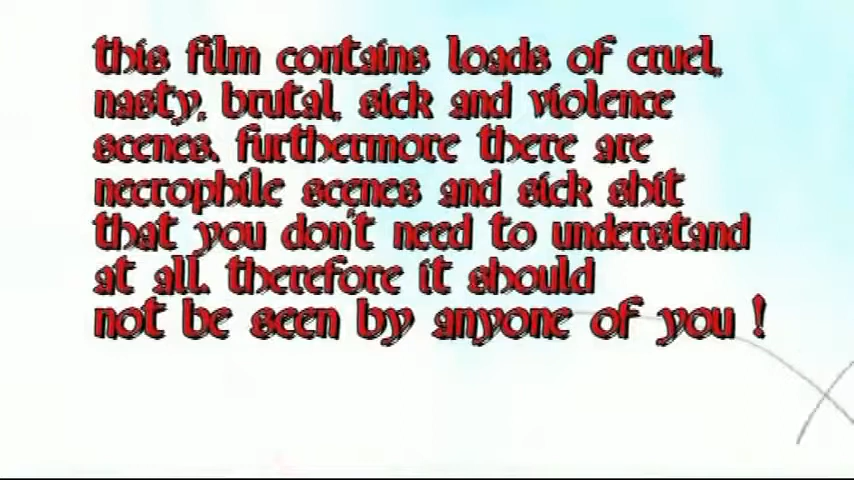 this film contains loads of cruel,
nasty, brutal, sick and violence
scenes. furthermore there are
necrophile scenes and sick shit
that you don't need to understand
at all. therefore it should
not be seen by anyone of you !